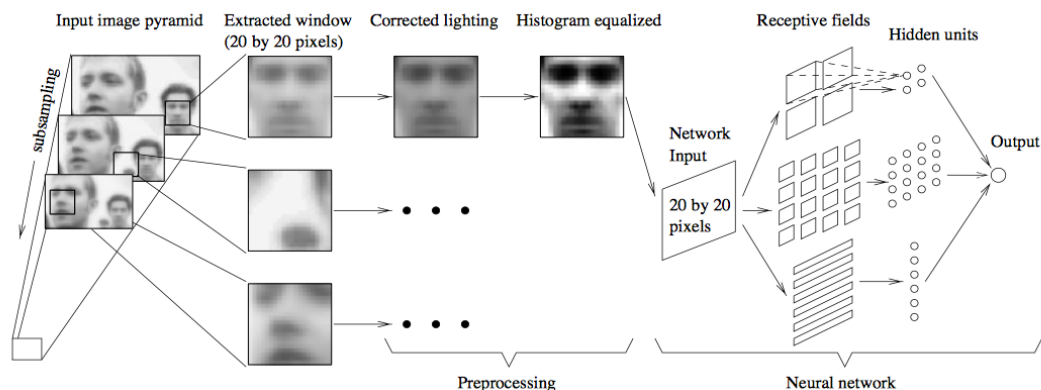 Input image pyramid
Extracted window
(20 by 20 pixels)
Corrected lighting
Histogram equalized
Receptive fields
Hidden units
subsampling
Network
Input
Output
20 by 20
pixels
Preprocessing
Neural network